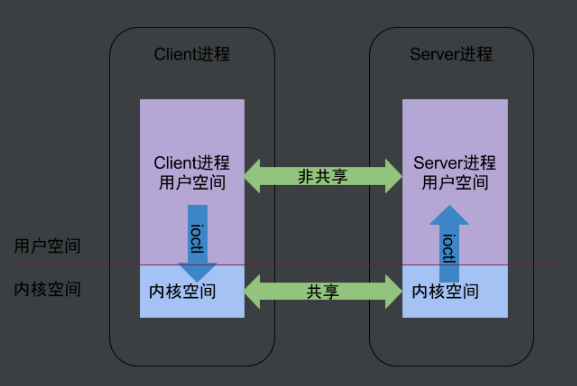 Client进程
Server进程
Client进程
用户空间
非共享
Server进程
用户空间
ioctl
ioctl
用户空间
内核空间
内核空间
共享
内核空间